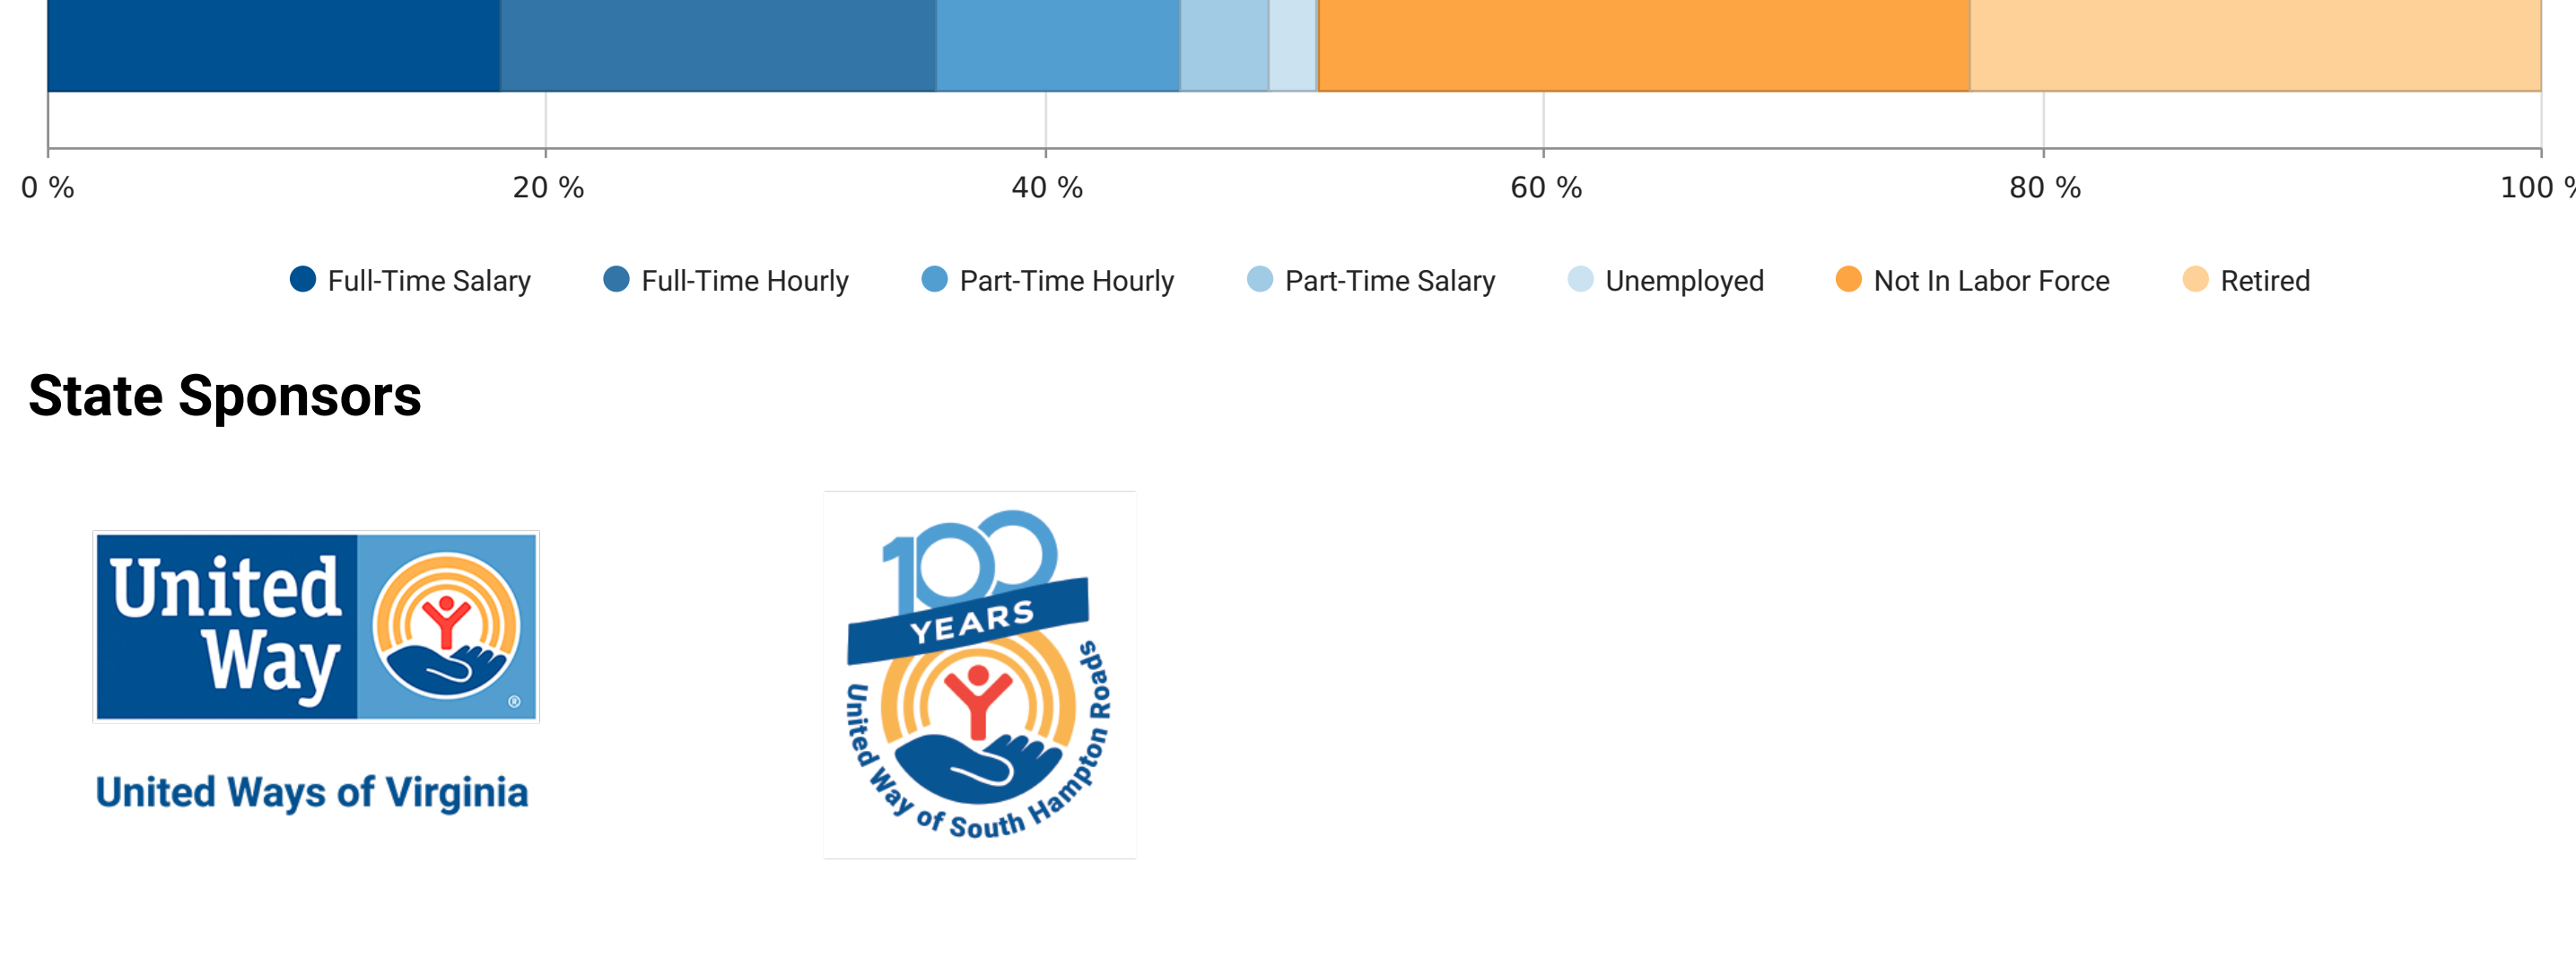 0 % 20 % 40 % 60 % 80 % 100 %
Full-Time Salary Full-Time Hourly Part-Time Hourly Part-Time Salary Unemployed Not In Labor Force Retired
State Sponsors
United
Way
®
United Ways of Virginia
100
YEARS
United Way of South Hampton Roads